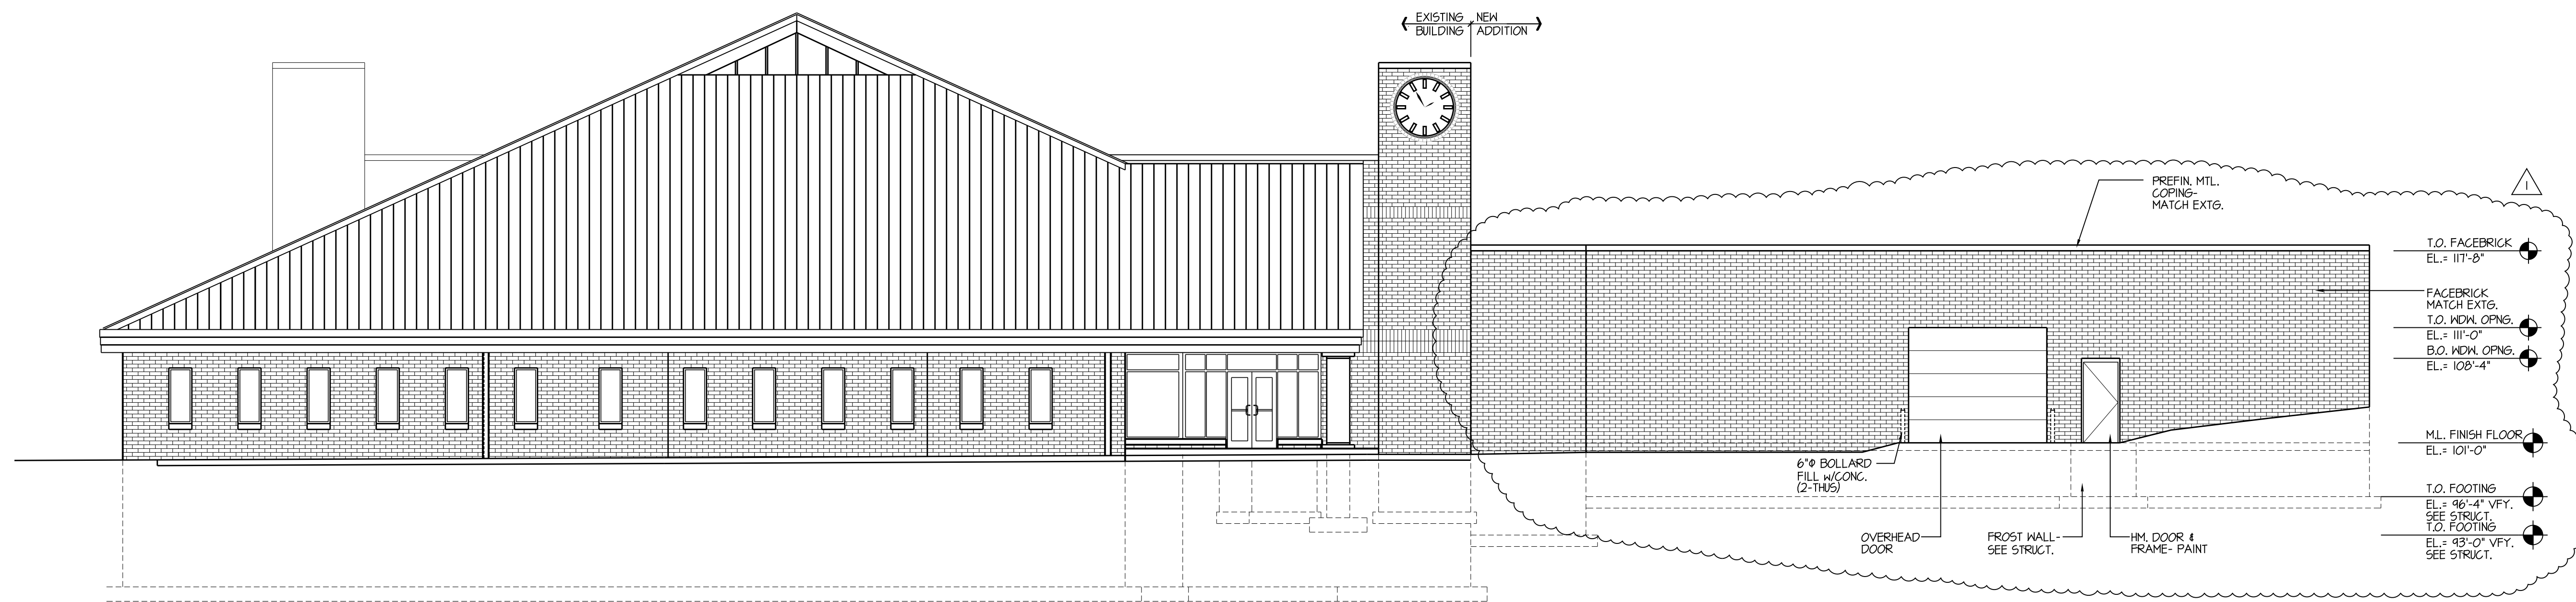 EXISTING NEW
BUILDING ADDITION
PREFIN. MTL.
COPING-
MATCH EXTG.
1
T.O. FACEBRICK
EL.= 117'-8"
FACEBRICK
MATCH EXTG.
T.O. WDW. OPNG.
EL.= 111'-0"
B.O. WDW. OPNG.
EL.= 108'-4"
M.L. FINISH FLOOR
EL.= 101'-0"
6"Φ BOLLARD
FILL W/CONC.
(2-THUS)
T.O. FOOTING
EL.= 96'-4" VFY.
SEE STRUCT.
T.O. FOOTING
EL.= 93'-0" VFY.
SEE STRUCT.
OVERHEAD
DOOR
FROST WALL-
SEE STRUCT.
HM. DOOR &
FRAME- PAINT